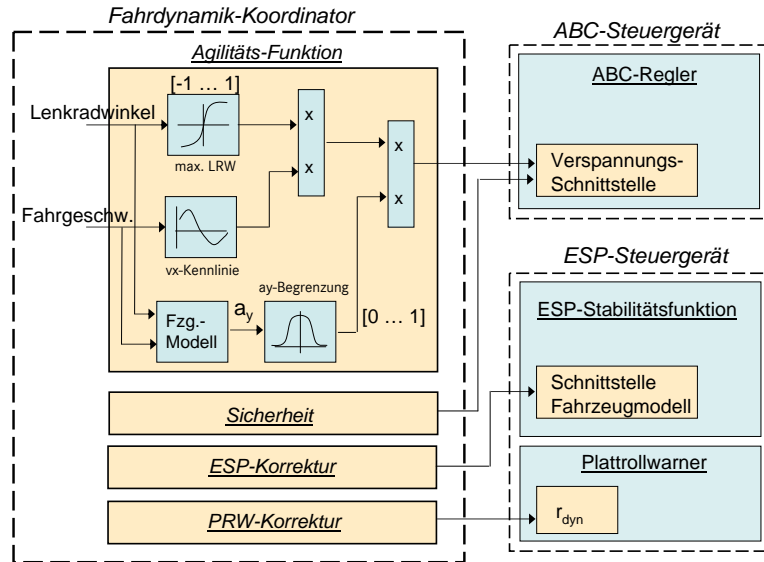 Fahrdynamik-Koordinator
Agilitäts-Funktion
[-1 ... 1]
Lenkradwinkel
max. LRW
x
x
x
x
Fahrgeschw.
vx-Kennlinie
ay-Begrenzung
Fzg.-
Modell
ay
[0 ... 1]
Sicherheit
ESP-Korrektur
PRW-Korrektur
ABC-Steuergerät
ABC-Regler
Verspannungs-
Schnittstelle
ESP-Steuergerät
ESP-Stabilitätsfunktion
Schnittstelle
Fahrzeugmodell
Plattrollwarner
rdyn